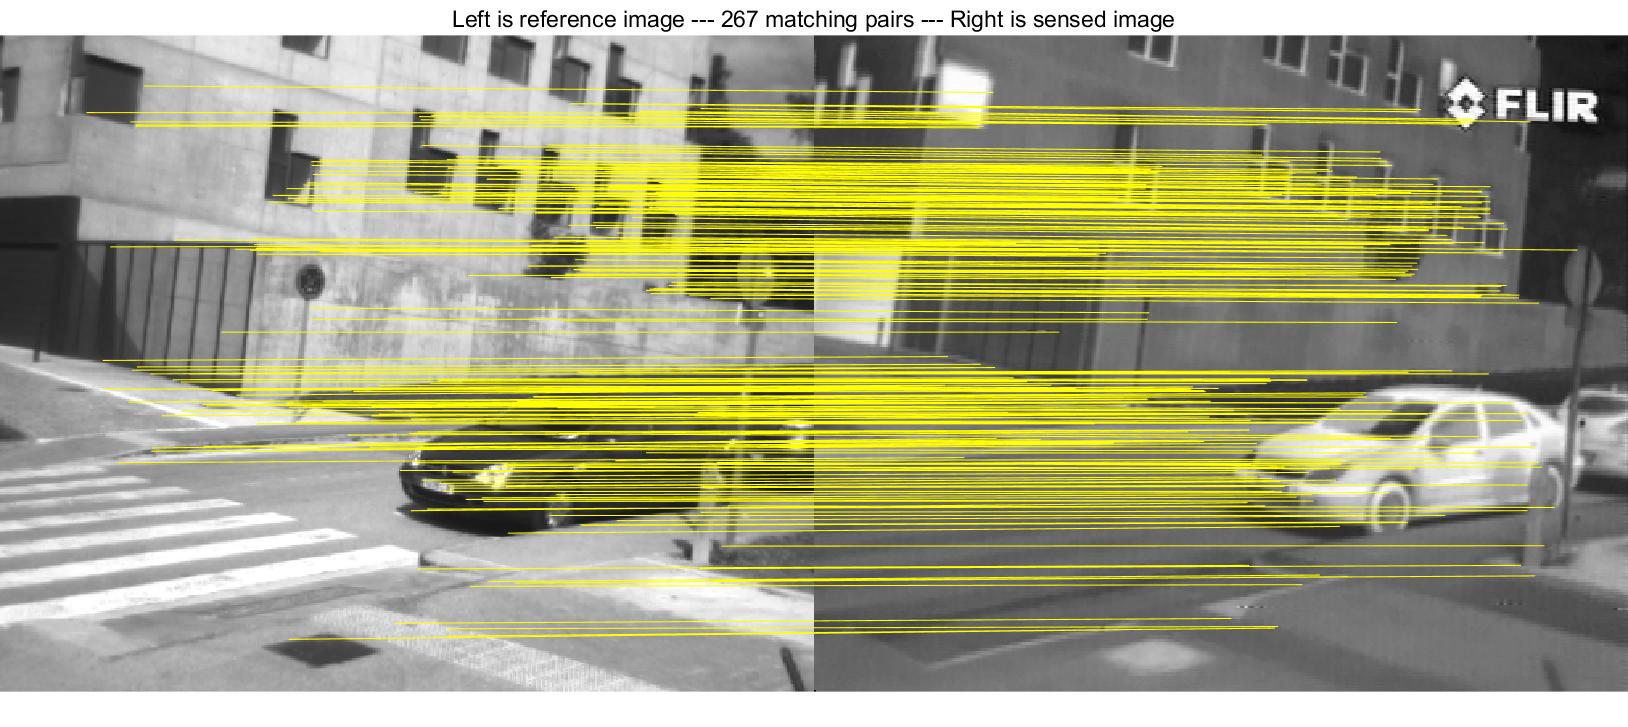 Left is reference image --- 267 matching pairs --- Right is sensed image
FLIR